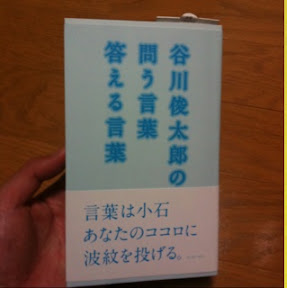 谷川俊太郎の
問う言葉
答える言葉
言葉は小石
あなたのココロに
波紋を投げる。